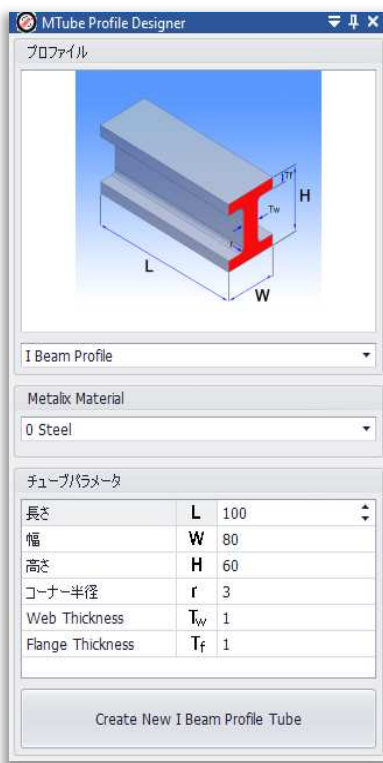 MTube Profile Designer
プロファイル
Tf
H
Tw
r
L
W
I Beam Profile
Metalix Material
0 Steel
チューブパラメータ
長さ L 100
幅 W 80
高さ H 60
コーナー半径 r 3
Web Thickness Tw 1
Flange Thickness Tf 1
Create New I Beam Profile Tube